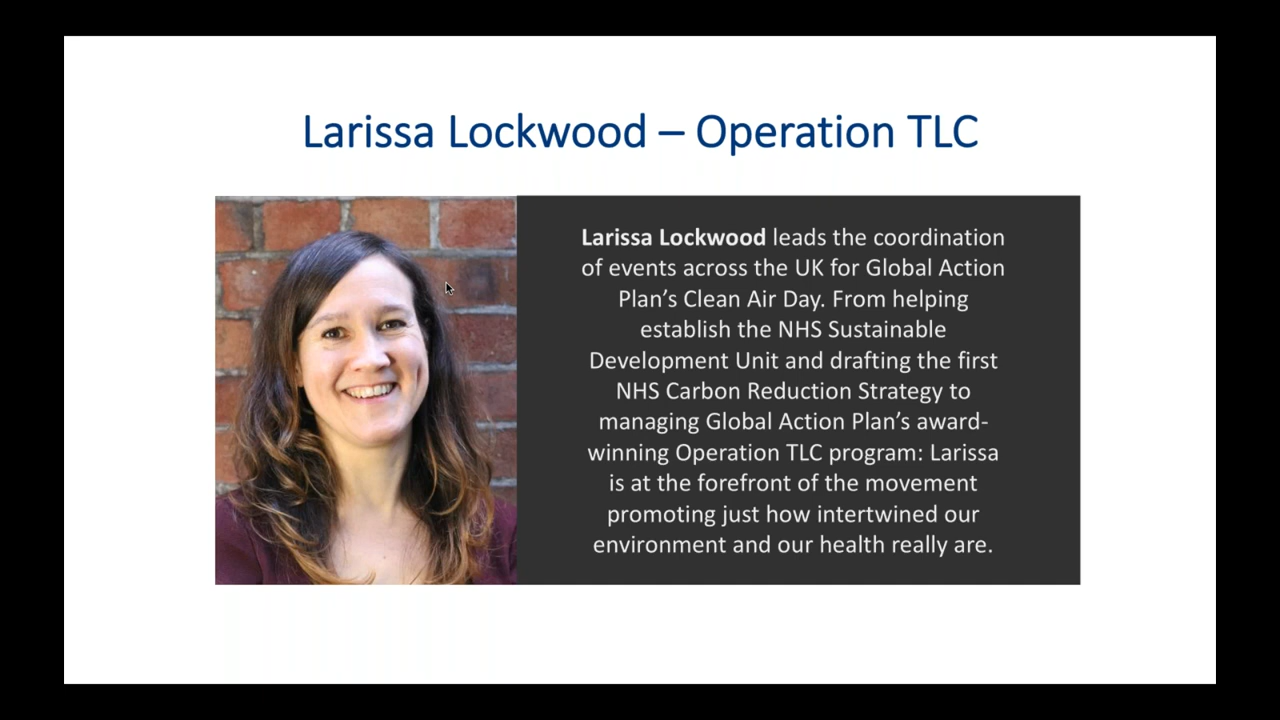 Larissa Lockwood – Operation TLC
Larissa Lockwood leads the coordination
of events across the UK for Global Action
Plan’s Clean Air Day. From helping
establish the NHS Sustainable
Development Unit and drafting the first
NHS Carbon Reduction Strategy to
managing Global Action Plan’s award-
winning Operation TLC program: Larissa
is at the forefront of the movement
promoting just how intertwined our
environment and our health really are.